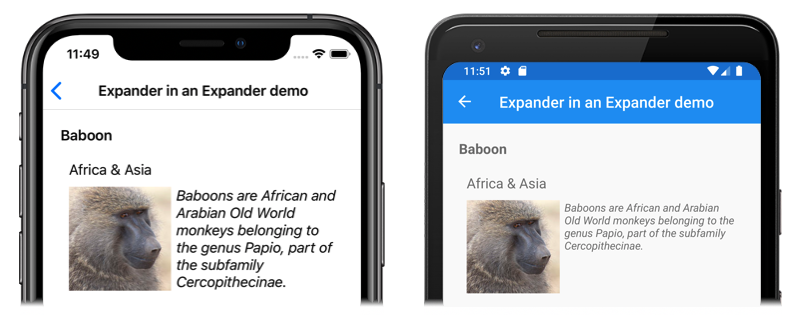 11:49
Expander in an Expander demo
Baboon
Africa & Asia
Baboons are African and
Arabian Old World
monkeys belonging to
the genus Papio, part of
the subfamily
Cercopithecinae.
11:51
Expander in an Expander demo
Baboon
Africa & Asia
Baboons are African and Arabian
Old World monkeys belonging to the
genus Papio, part of the subfamily
Cercopithecinae.